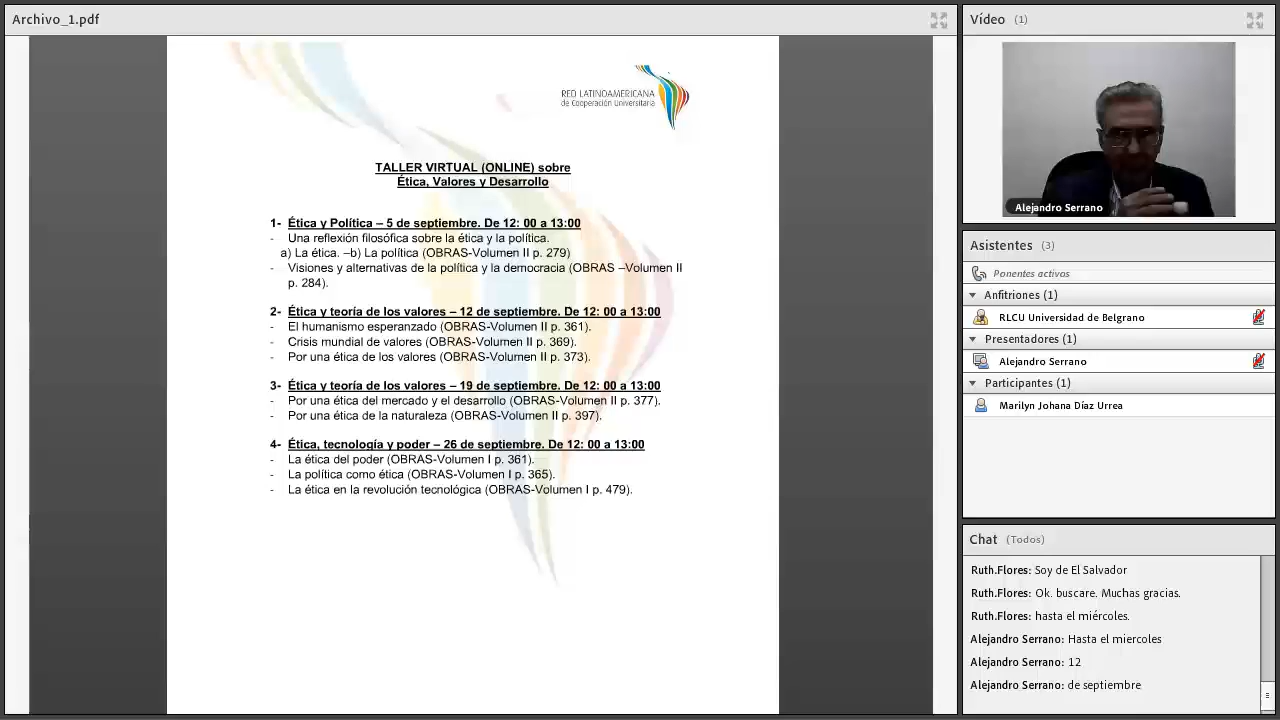 Archivo_1.pdf
RED LATINOAMERICANA
de Cooperación Universitaria
TALLER VIRTUAL (ONLINE) sobre
Ética, Valores y Desarrollo
1- Ética y Política – 5 de septiembre. De 12: 00 a 13:00
- Una reflexión filosófica sobre la ética y la política.
a) La ética. –b) La política (OBRAS-Volumen II p. 279)
- Visiones y alternativas de la política y la democracia (OBRAS –Volumen II
p. 284).
2- Ética y teoría de los valores – 12 de septiembre. De 12: 00 a 13:00
- El humanismo esperanzado (OBRAS-Volumen II p. 361).
- Crisis mundial de valores (OBRAS-Volumen II p. 369).
- Por una ética de los valores (OBRAS-Volumen II p. 373).
3- Ética y teoría de los valores – 19 de septiembre. De 12: 00 a 13:00
- Por una ética del mercado y el desarrollo (OBRAS-Volumen II p. 377).
- Por una ética de la naturaleza (OBRAS-Volumen II p. 397).
4- Ética, tecnología y poder – 26 de septiembre. De 12: 00 a 13:00
- La ética del poder (OBRAS-Volumen I p. 361).
- La política como ética (OBRAS-Volumen I p. 365).
- La ética en la revolución tecnológica (OBRAS-Volumen I p. 479).
Vídeo (1)
Alejandro Serrano
Asistentes (3)
Ponentes activos
Anfitriones (1)
RLCU Universidad de Belgrano
Presentadores (1)
Alejandro Serrano
Participantes (1)
Marilyn Johana Díaz Urrea
Chat (Todos)
Ruth.Flores: Soy de El Salvador
Ruth.Flores: Ok. buscare. Muchas gracias.
Ruth.Flores: hasta el miércoles.
Alejandro Serrano: Hasta el miercoles
Alejandro Serrano: 12
Alejandro Serrano: de septiembre